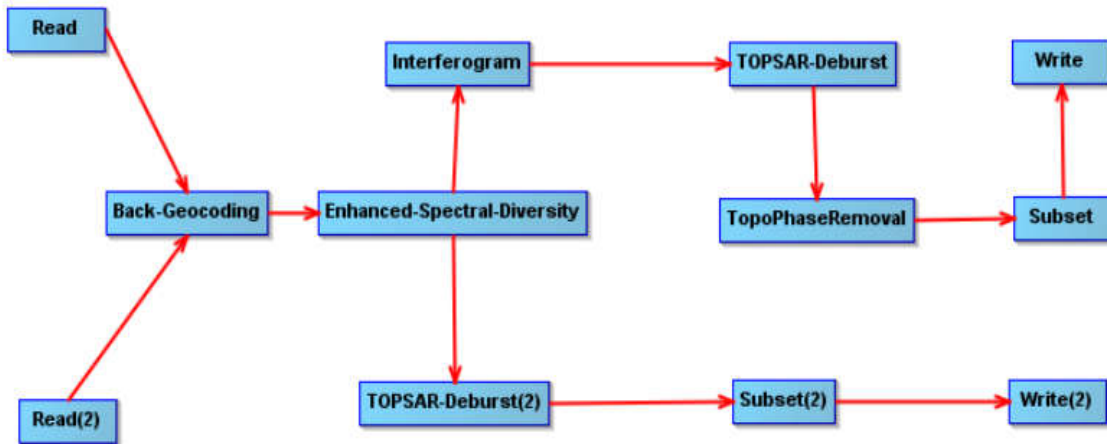 Read
Interferogram
TOPSAR-Deburst
Write
Back-Geocoding
Enhanced-Spectral-Diversity
TopoPhaseRemoval
Subset
Read(2)
TOPSAR-Deburst(2)
Subset(2)
Write(2)